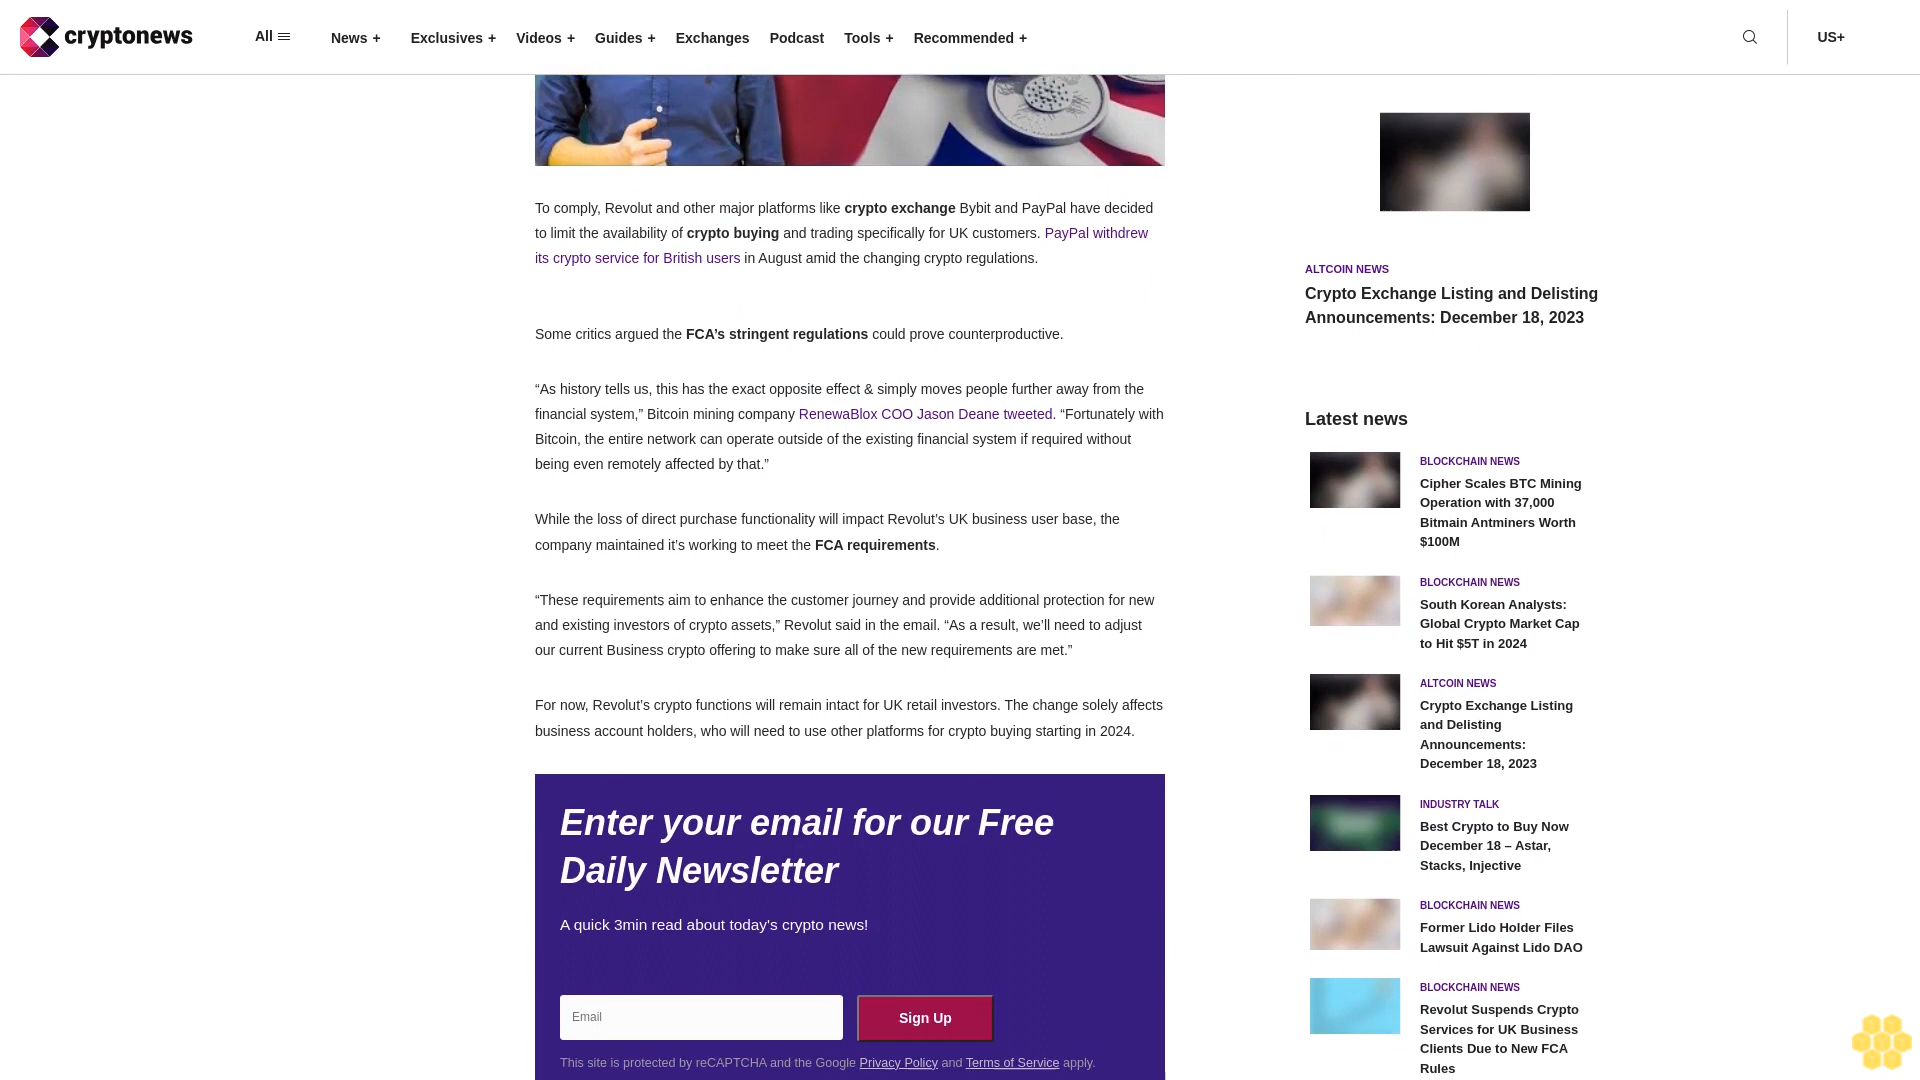 cryptonews
All
News +
Exclusives +
Videos +
Guides +
Exchanges
Podcast
Tools +
Recommended +
US+
To comply, Revolut and other major platforms like crypto exchange Bybit and PayPal have decided
to limit the availability of crypto buying and trading specifically for UK customers. PayPal withdrew
its crypto service for British users in August amid the changing crypto regulations.
Some critics argued the FCA’s stringent regulations could prove counterproductive.
“As history tells us, this has the exact opposite effect & simply moves people further away from the
financial system,” Bitcoin mining company RenewaBlox COO Jason Deane tweeted. “Fortunately with
Bitcoin, the entire network can operate outside of the existing financial system if required without
being even remotely affected by that.”
While the loss of direct purchase functionality will impact Revolut’s UK business user base, the
company maintained it’s working to meet the FCA requirements.
“These requirements aim to enhance the customer journey and provide additional protection for new
and existing investors of crypto assets,” Revolut said in the email. “As a result, we’ll need to adjust
our current Business crypto offering to make sure all of the new requirements are met.”
For now, Revolut’s crypto functions will remain intact for UK retail investors. The change solely affects
business account holders, who will need to use other platforms for crypto buying starting in 2024.
Enter your email for our Free
Daily Newsletter
A quick 3min read about today's crypto news!
Email
Sign Up
This site is protected by reCAPTCHA and the Google Privacy Policy and Terms of Service apply.
ALTCOIN NEWS
Crypto Exchange Listing and Delisting
Announcements: December 18, 2023
Latest news
BLOCKCHAIN NEWS
Cipher Scales BTC Mining
Operation with 37,000
Bitmain Antminers Worth
$100M
BLOCKCHAIN NEWS
South Korean Analysts:
Global Crypto Market Cap
to Hit $5T in 2024
ALTCOIN NEWS
Crypto Exchange Listing
and Delisting
Announcements:
December 18, 2023
INDUSTRY TALK
Best Crypto to Buy Now
December 18 – Astar,
Stacks, Injective
BLOCKCHAIN NEWS
Former Lido Holder Files
Lawsuit Against Lido DAO
BLOCKCHAIN NEWS
Revolut Suspends Crypto
Services for UK Business
Clients Due to New FCA
Rules